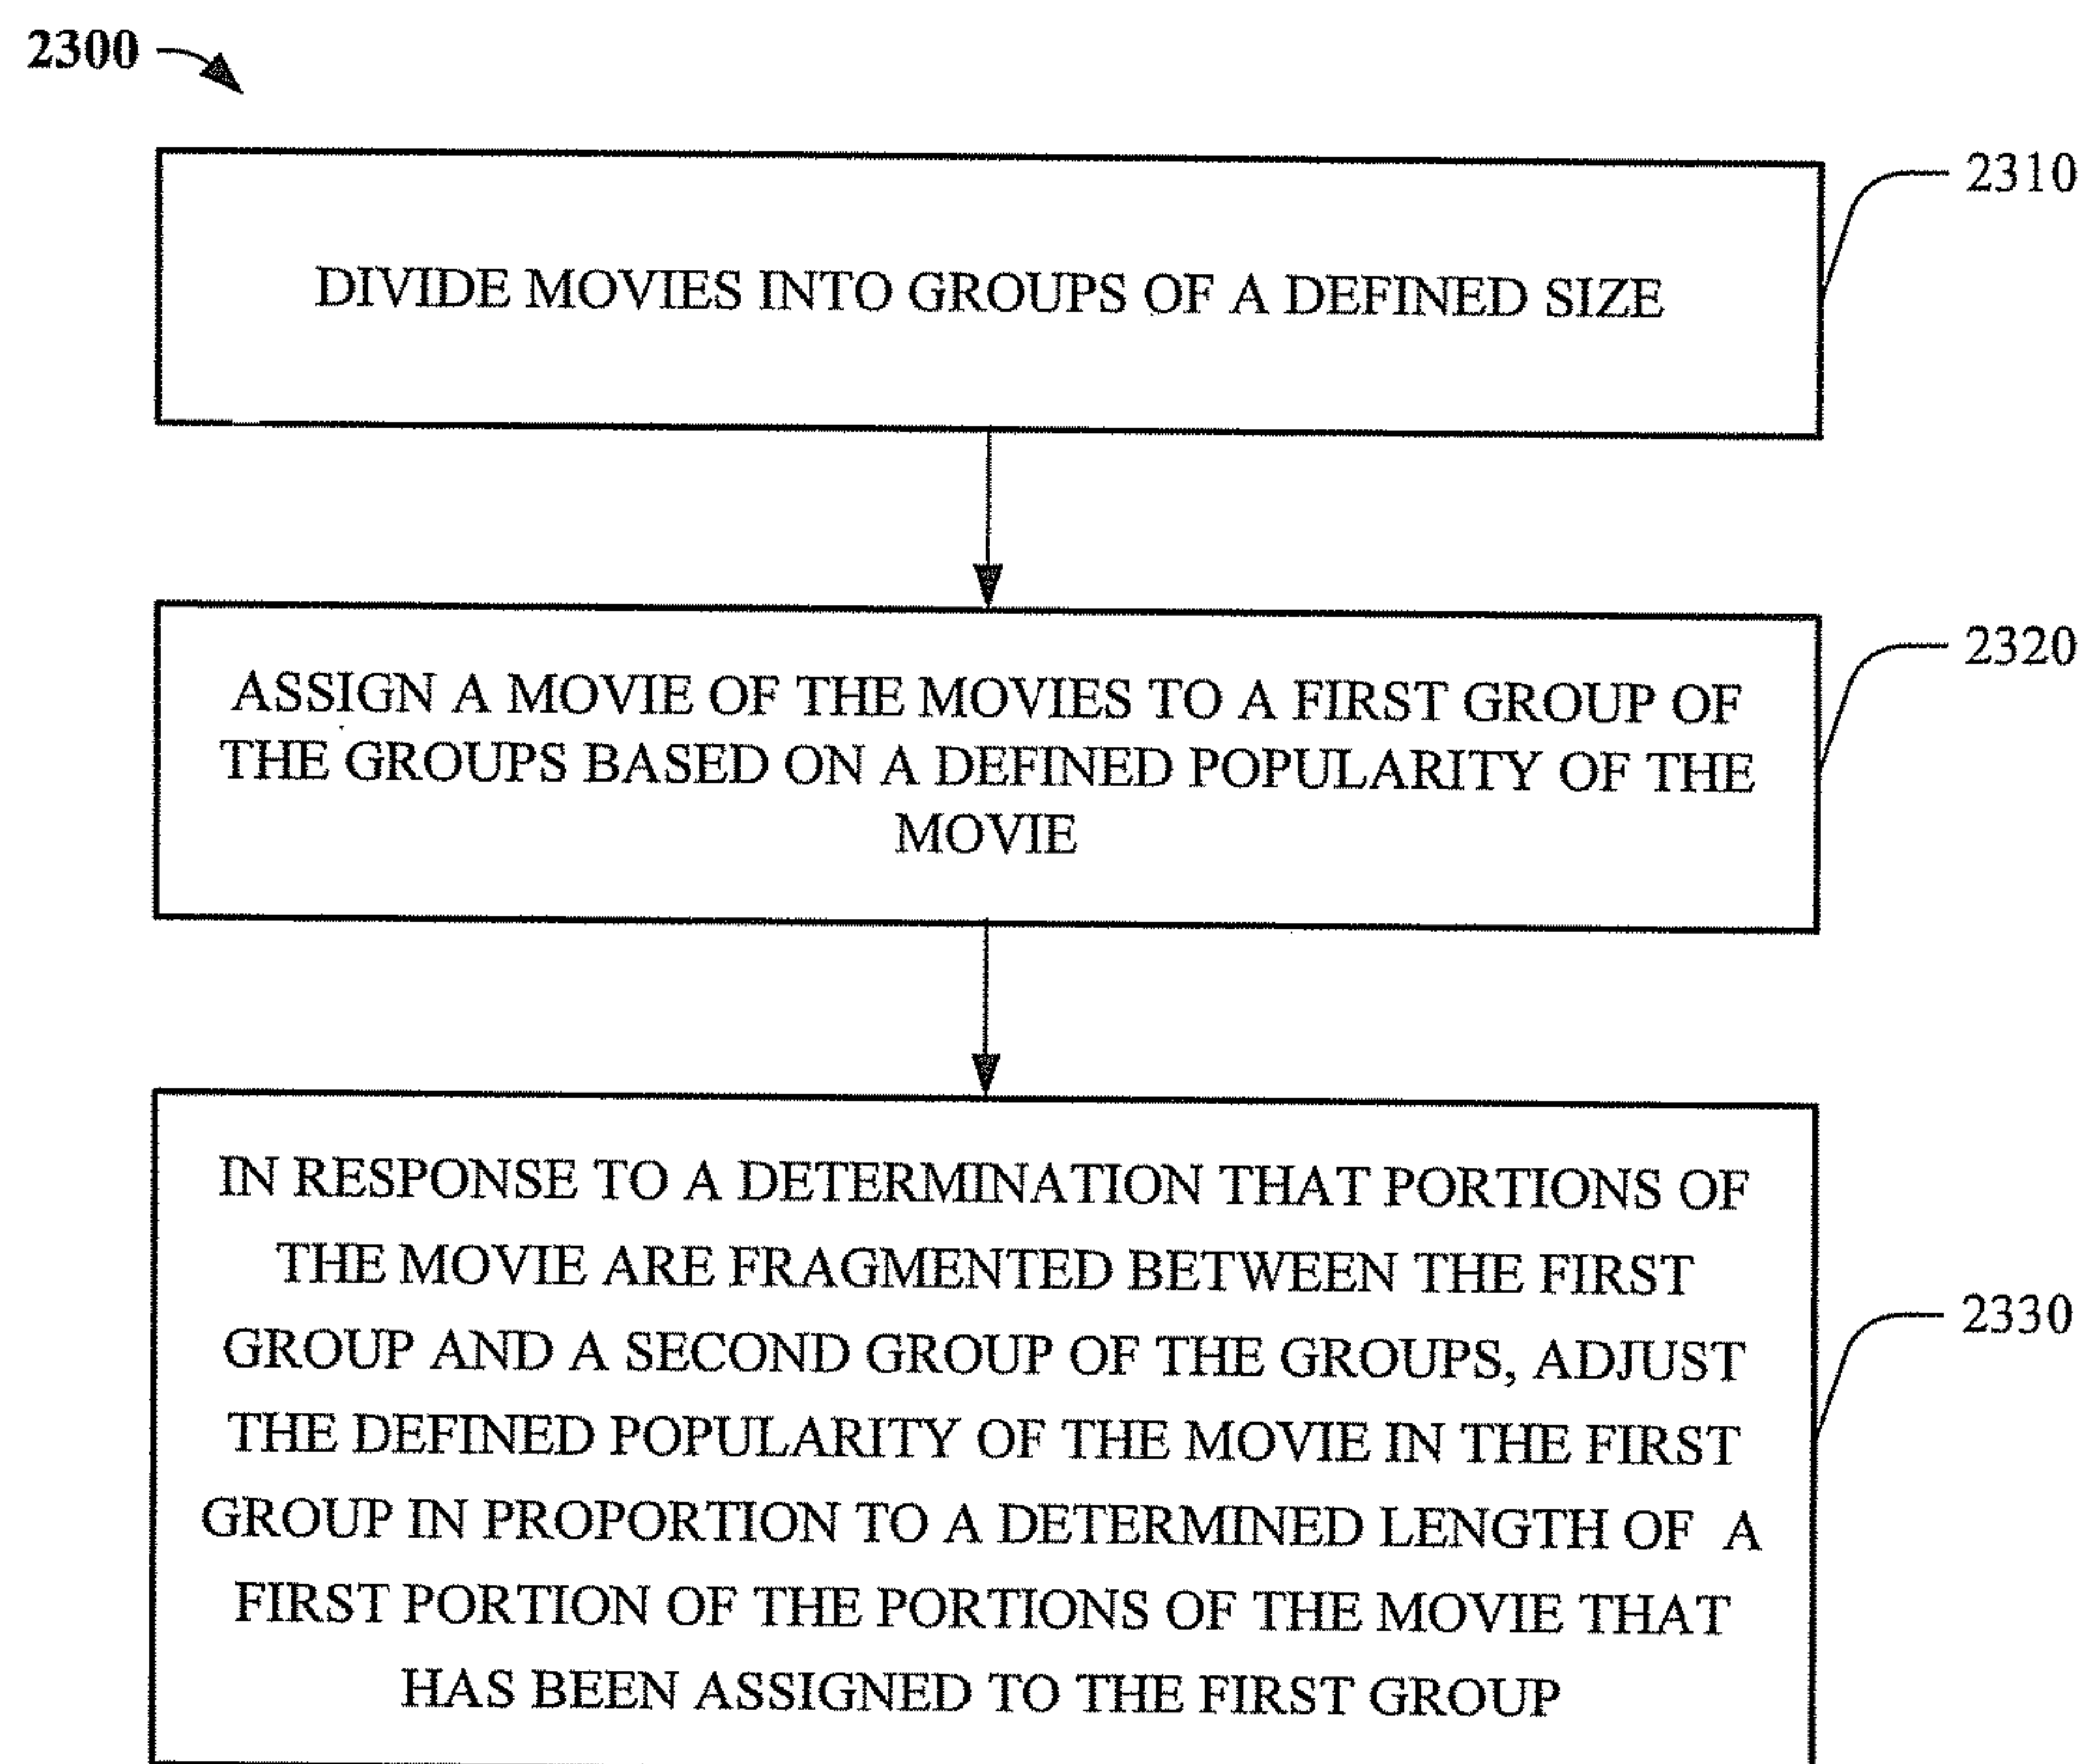 2300
DIVIDE MOVIES INTO GROUPS OF A DEFINED SIZE
2310
ASSIGN A MOVIE OF THE MOVIES TO A FIRST GROUP OF
THE GROUPS BASED ON A DEFINED POPULARITY OF THE
MOVIE
2320
IN RESPONSE TO A DETERMINATION THAT PORTIONS OF
THE MOVIE ARE FRAGMENTED BETWEEN THE FIRST
GROUP AND A SECOND GROUP OF THE GROUPS, ADJUST
THE DEFINED POPULARITY OF THE MOVIE IN THE FIRST
GROUP IN PROPORTION TO A DETERMINED LENGTH OF A
FIRST PORTION OF THE PORTIONS OF THE MOVIE THAT
HAS BEEN ASSIGNED TO THE FIRST GROUP
2330